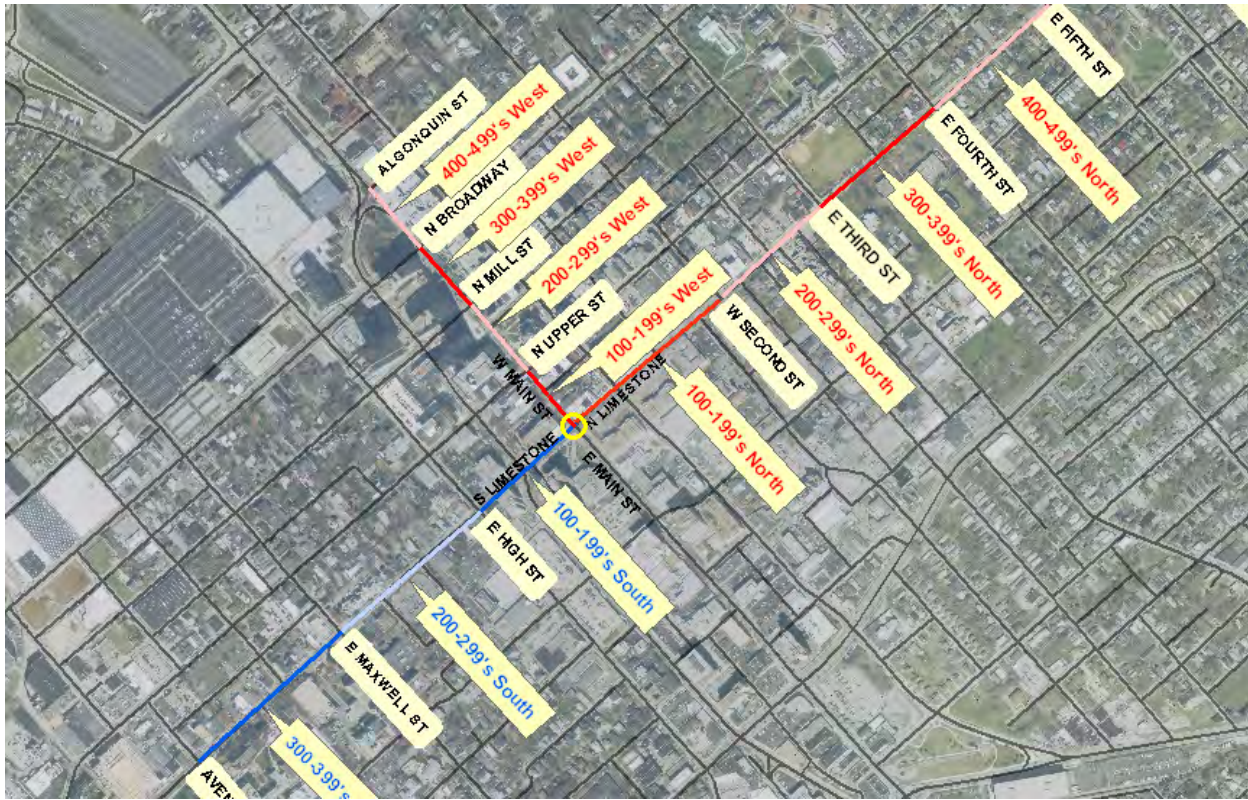 E FIFTH ST
400-499's North
E FOURTH ST
300-399's North
E THIRD ST
200-299's North
W SECOND ST
100-199's North
N LIMESTONE
ALGONQUIN ST
400-499's West
N BROADWAY
300-399's West
N MILL ST
200-299's West
N UPPER ST
100-199's West
W MAIN ST
E MAIN ST
S LIMESTONE
100-199's South
E HIGH ST
200-299's South
E MAXWELL ST
300-399's